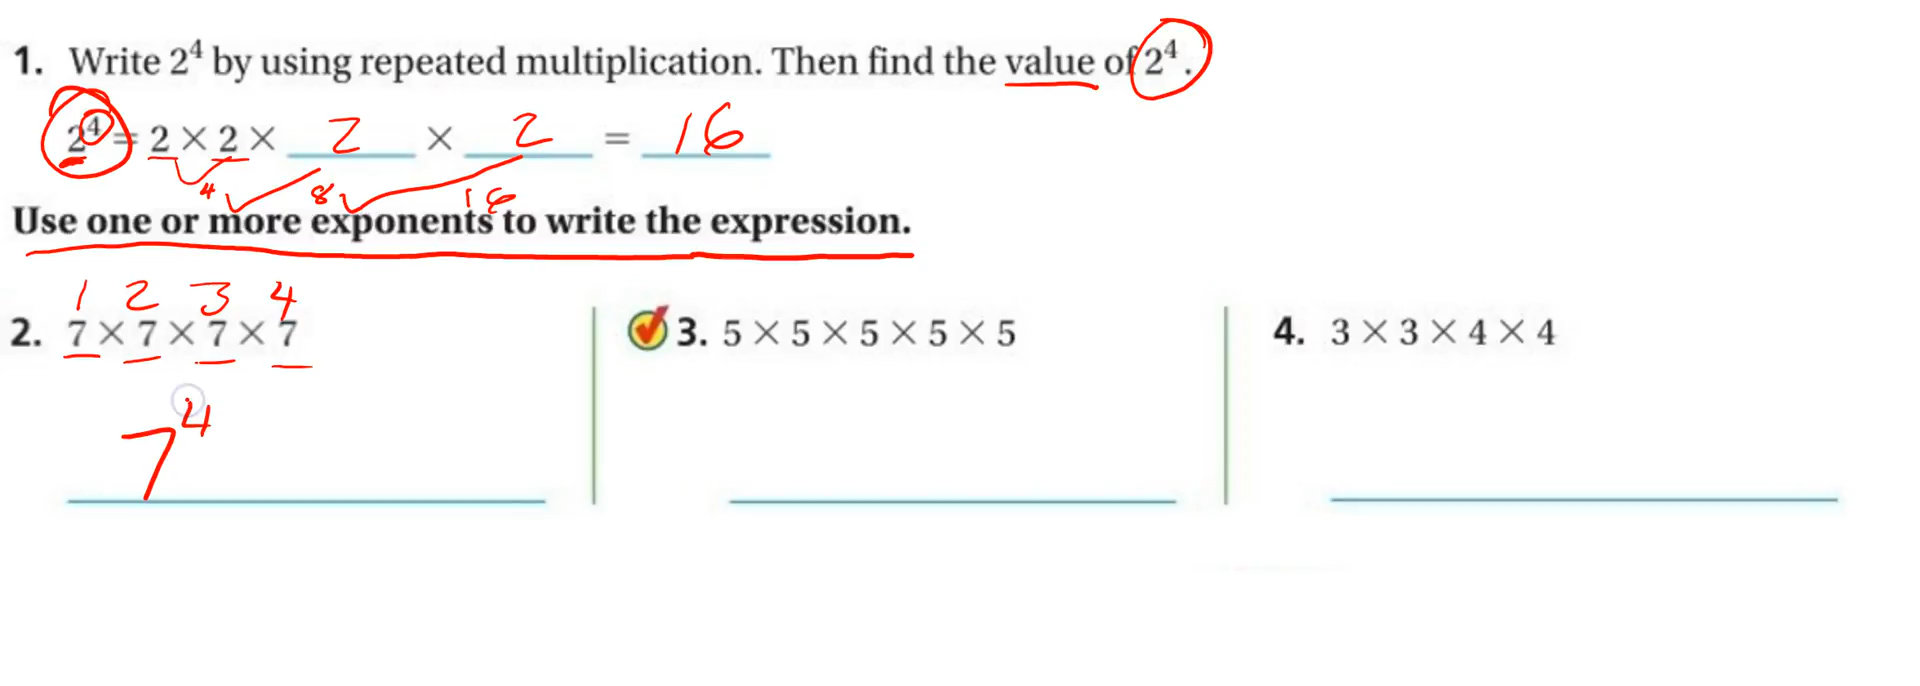 1. Write 2⁴ by using repeated multiplication. Then find the value of 2⁴.
2⁴ = 2 × 2 × 2 × 2 = 16
4 8 16
Use one or more exponents to write the expression.
1 2 3 4
2. 7 × 7 × 7 × 7
7⁴
3. 5 × 5 × 5 × 5 × 5
4. 3 × 3 × 4 × 4